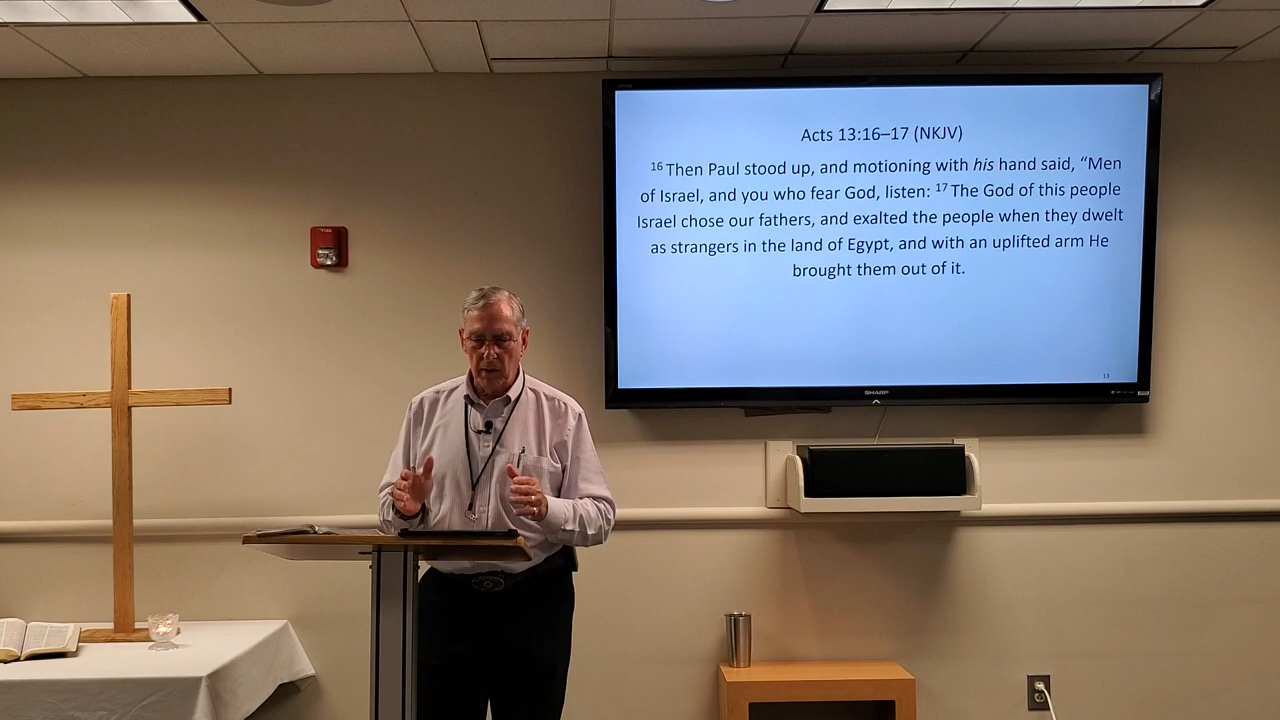 Acts 13:16–17 (NKJV)
16 Then Paul stood up, and motioning with his hand said, “Men
of Israel, and you who fear God, listen: 17 The God of this people
Israel chose our fathers, and exalted the people when they dwelt
as strangers in the land of Egypt, and with an uplifted arm He
brought them out of it.
13
SHARP
FIRE